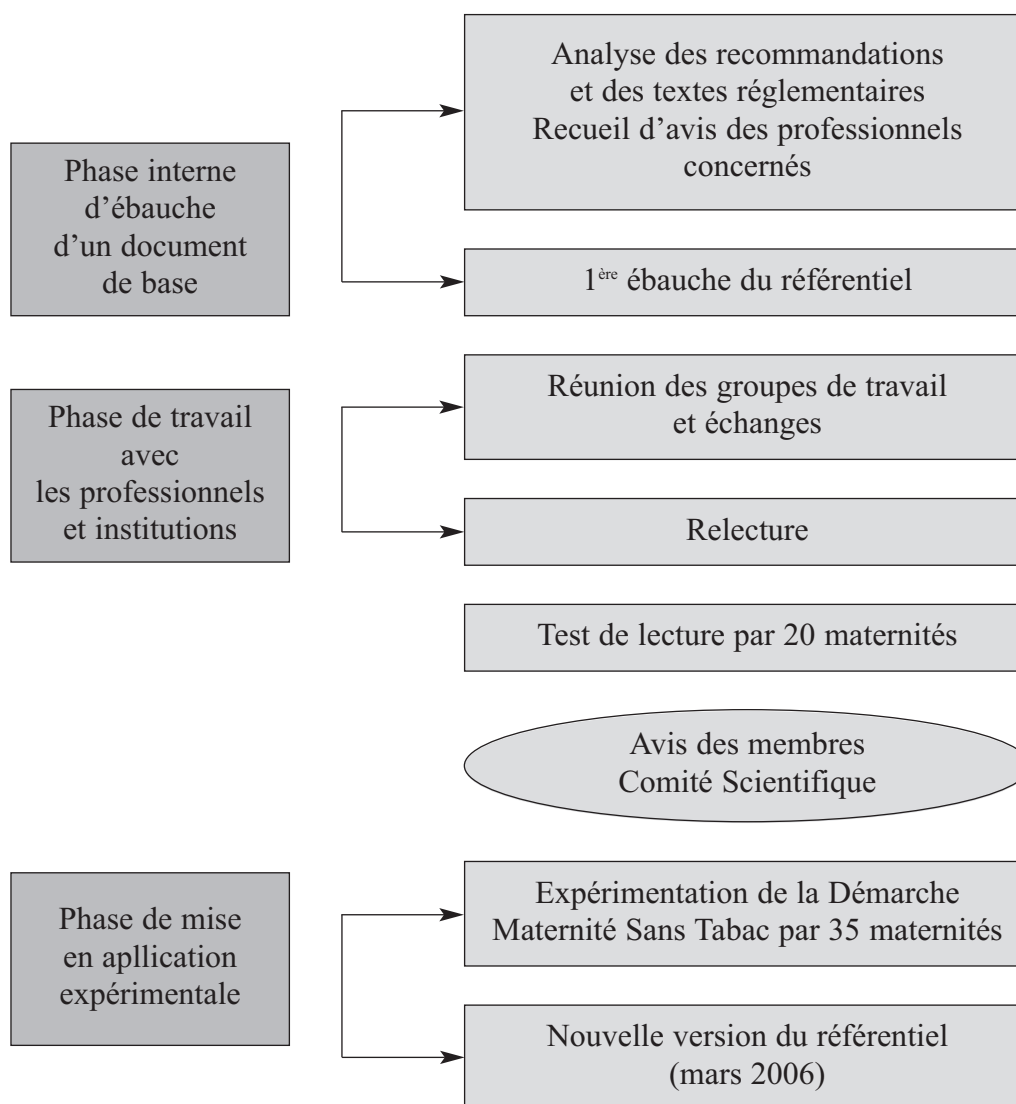 Phase interne
d’ébauche
d’un document
de base
Analyse des recommandations
et des textes réglementaires
Recueil d’avis des professionnels
concernés
1ère ébauche du référentiel
Phase de travail
avec
les professionnels
et institutions
Réunion des groupes de travail
et échanges
Relecture
Test de lecture par 20 maternités
Avis des membres
Comité Scientifique
Phase de mise
en apllication
expérimentale
Expérimentation de la Démarche
Maternité Sans Tabac par 35 maternités
Nouvelle version du référentiel
(mars 2006)